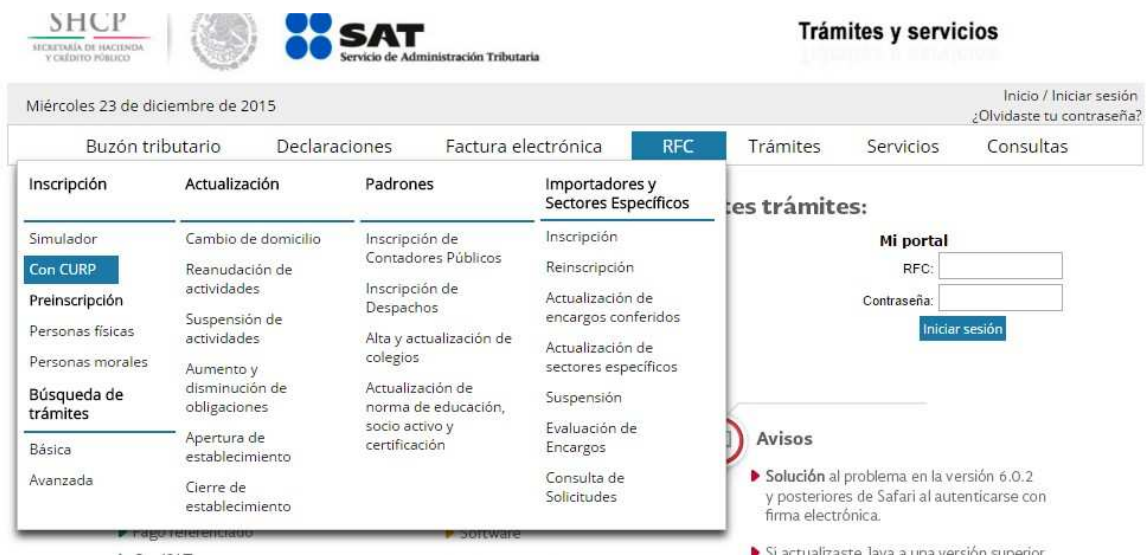 SHCP
SECRETARÍA DE HACIENDA
Y CRÉDITO PÚBLICO
SAT
Servicio de Administración Tributaria
Trámites y servicios
Miércoles 23 de diciembre de 2015
Inicio / Iniciar sesión
¿Olvidaste tu contraseña?
Buzón tributario Declaraciones Factura electrónica RFC Trámites Servicios Consultas
Inscripción
Simulador
Con CURP
Preinscripción
Personas físicas
Personas morales
Búsqueda de
trámites
Básica
Avanzada
Actualización
Cambio de domicilio
Reanudación de
actividades
Suspensión de
actividades
Aumento y
disminución de
obligaciones
Apertura de
establecimiento
Cierre de
establecimiento
Padrones
Inscripción de
Contadores Públicos
Inscripción de
Despachos
Alta y actualización de
colegios
Actualización de
norma de educación,
socio activo y
certificación
Importadores y
Sectores Específicos
Inscripción
Reinscripción
Actualización de
encargos conferidos
Actualización de
sectores específicos
Suspensión
Evaluación de
Encargos
Consulta de
Solicitudes
es trámites:
Mi portal
RFC:
Contraseña:
Iniciar sesión
Avisos
Solución al problema en la versión 6.0.2
y posteriores de Safari al autenticarse con
firma electrónica.
Si actualizaste Java a una versión superior
Pago referenciado
Software